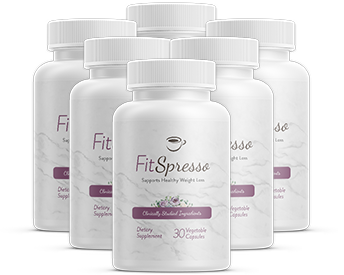 FitSpresso
Supports Healthy Weight Loss
Clinically Studied Ingredients
Dietary
Supplement
30 Vegetable
Capsules